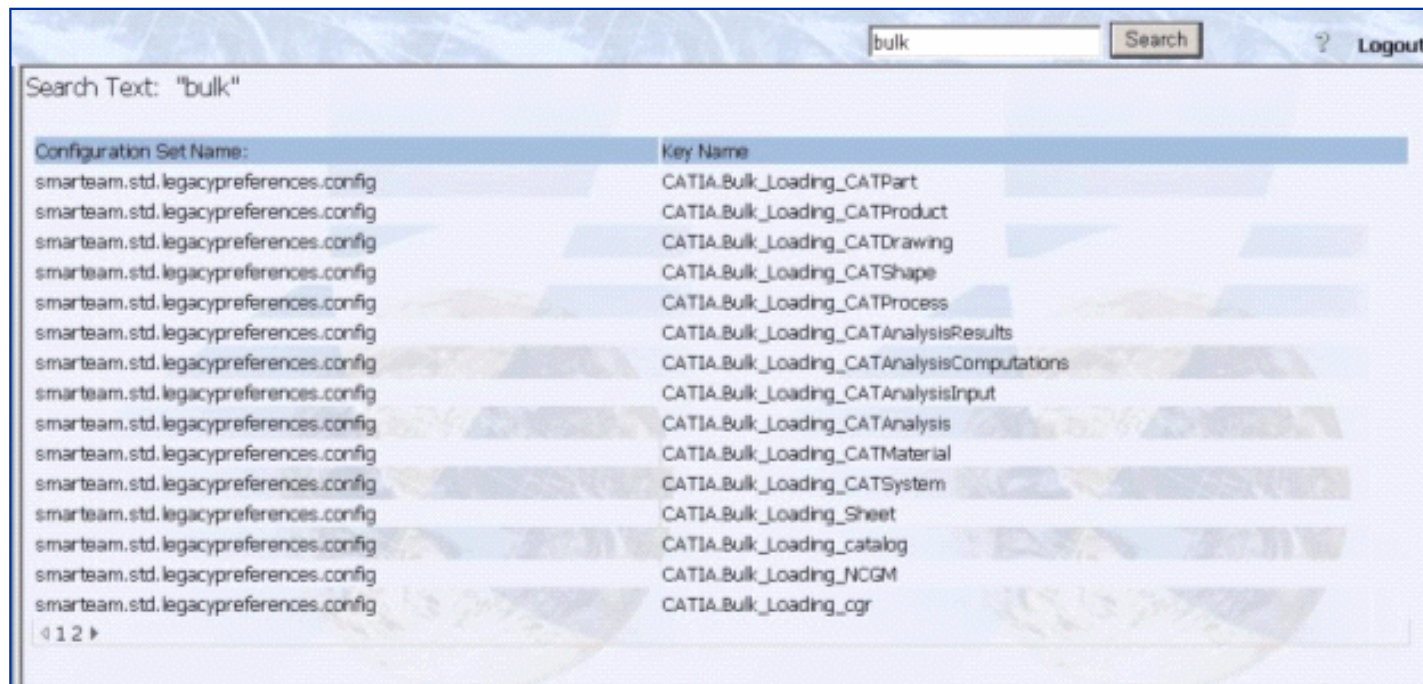 bulk Search ? Logout
Search Text: "bulk"
Configuration Set Name: Key Name
smarteam.std.legacypreferences.config CATIA.Bulk_Loading_CATPart
smarteam.std.legacypreferences.config CATIA.Bulk_Loading_CATProduct
smarteam.std.legacypreferences.config CATIA.Bulk_Loading_CATDrawing
smarteam.std.legacypreferences.config CATIA.Bulk_Loading_CATShape
smarteam.std.legacypreferences.config CATIA.Bulk_Loading_CATProcess
smarteam.std.legacypreferences.config CATIA.Bulk_Loading_CATAnalysisResults
smarteam.std.legacypreferences.config CATIA.Bulk_Loading_CATAnalysisComputations
smarteam.std.legacypreferences.config CATIA.Bulk_Loading_CATAnalysisInput
smarteam.std.legacypreferences.config CATIA.Bulk_Loading_CATAnalysis
smarteam.std.legacypreferences.config CATIA.Bulk_Loading_CATMaterial
smarteam.std.legacypreferences.config CATIA.Bulk_Loading_CATSystem
smarteam.std.legacypreferences.config CATIA.Bulk_Loading_Sheet
smarteam.std.legacypreferences.config CATIA.Bulk_Loading_catalog
smarteam.std.legacypreferences.config CATIA.Bulk_Loading_NCGM
smarteam.std.legacypreferences.config CATIA.Bulk_Loading_cgr
1 2